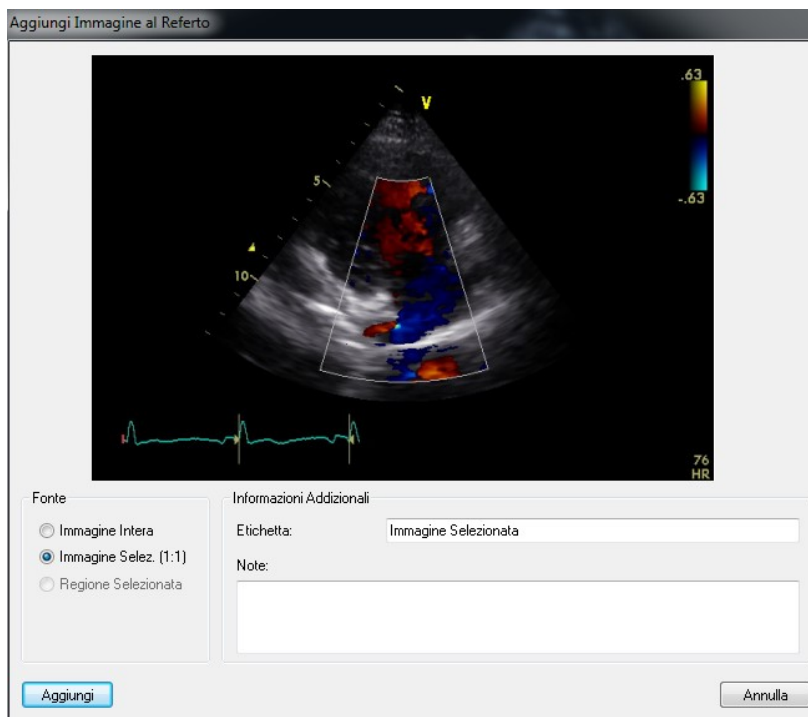 Aggiungi Immagine al Referto
V
.63
-.63
5
10
76
HR
Fonte
Immagine Intera
Immagine Selez. (1:1)
Regione Selezionata
Informazioni Addizionali
Etichetta:
Immagine Selezionata
Note:
Aggiungi
Annulla